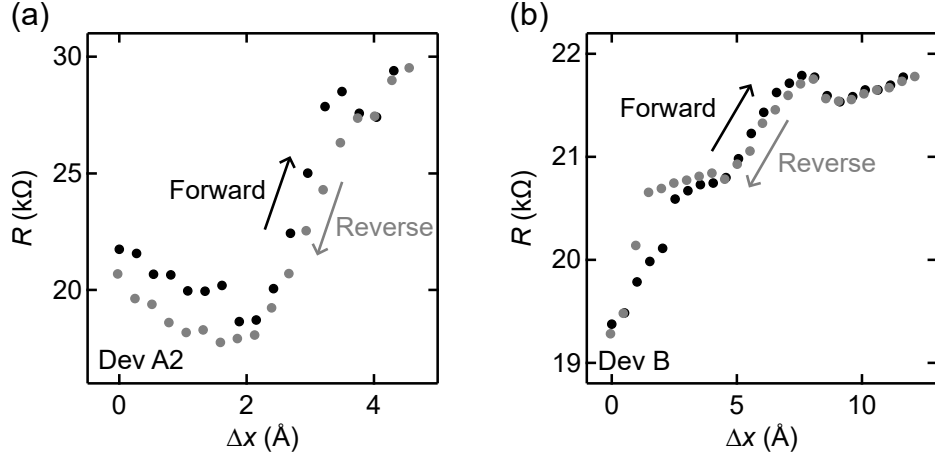 (a)
30
25
20
R (kΩ)
Forward
Reverse
Dev A2
0
2
4
Δx (Å)
(b)
22
21
20
19
R (kΩ)
Forward
Reverse
Dev B
0
5
10
Δx (Å)